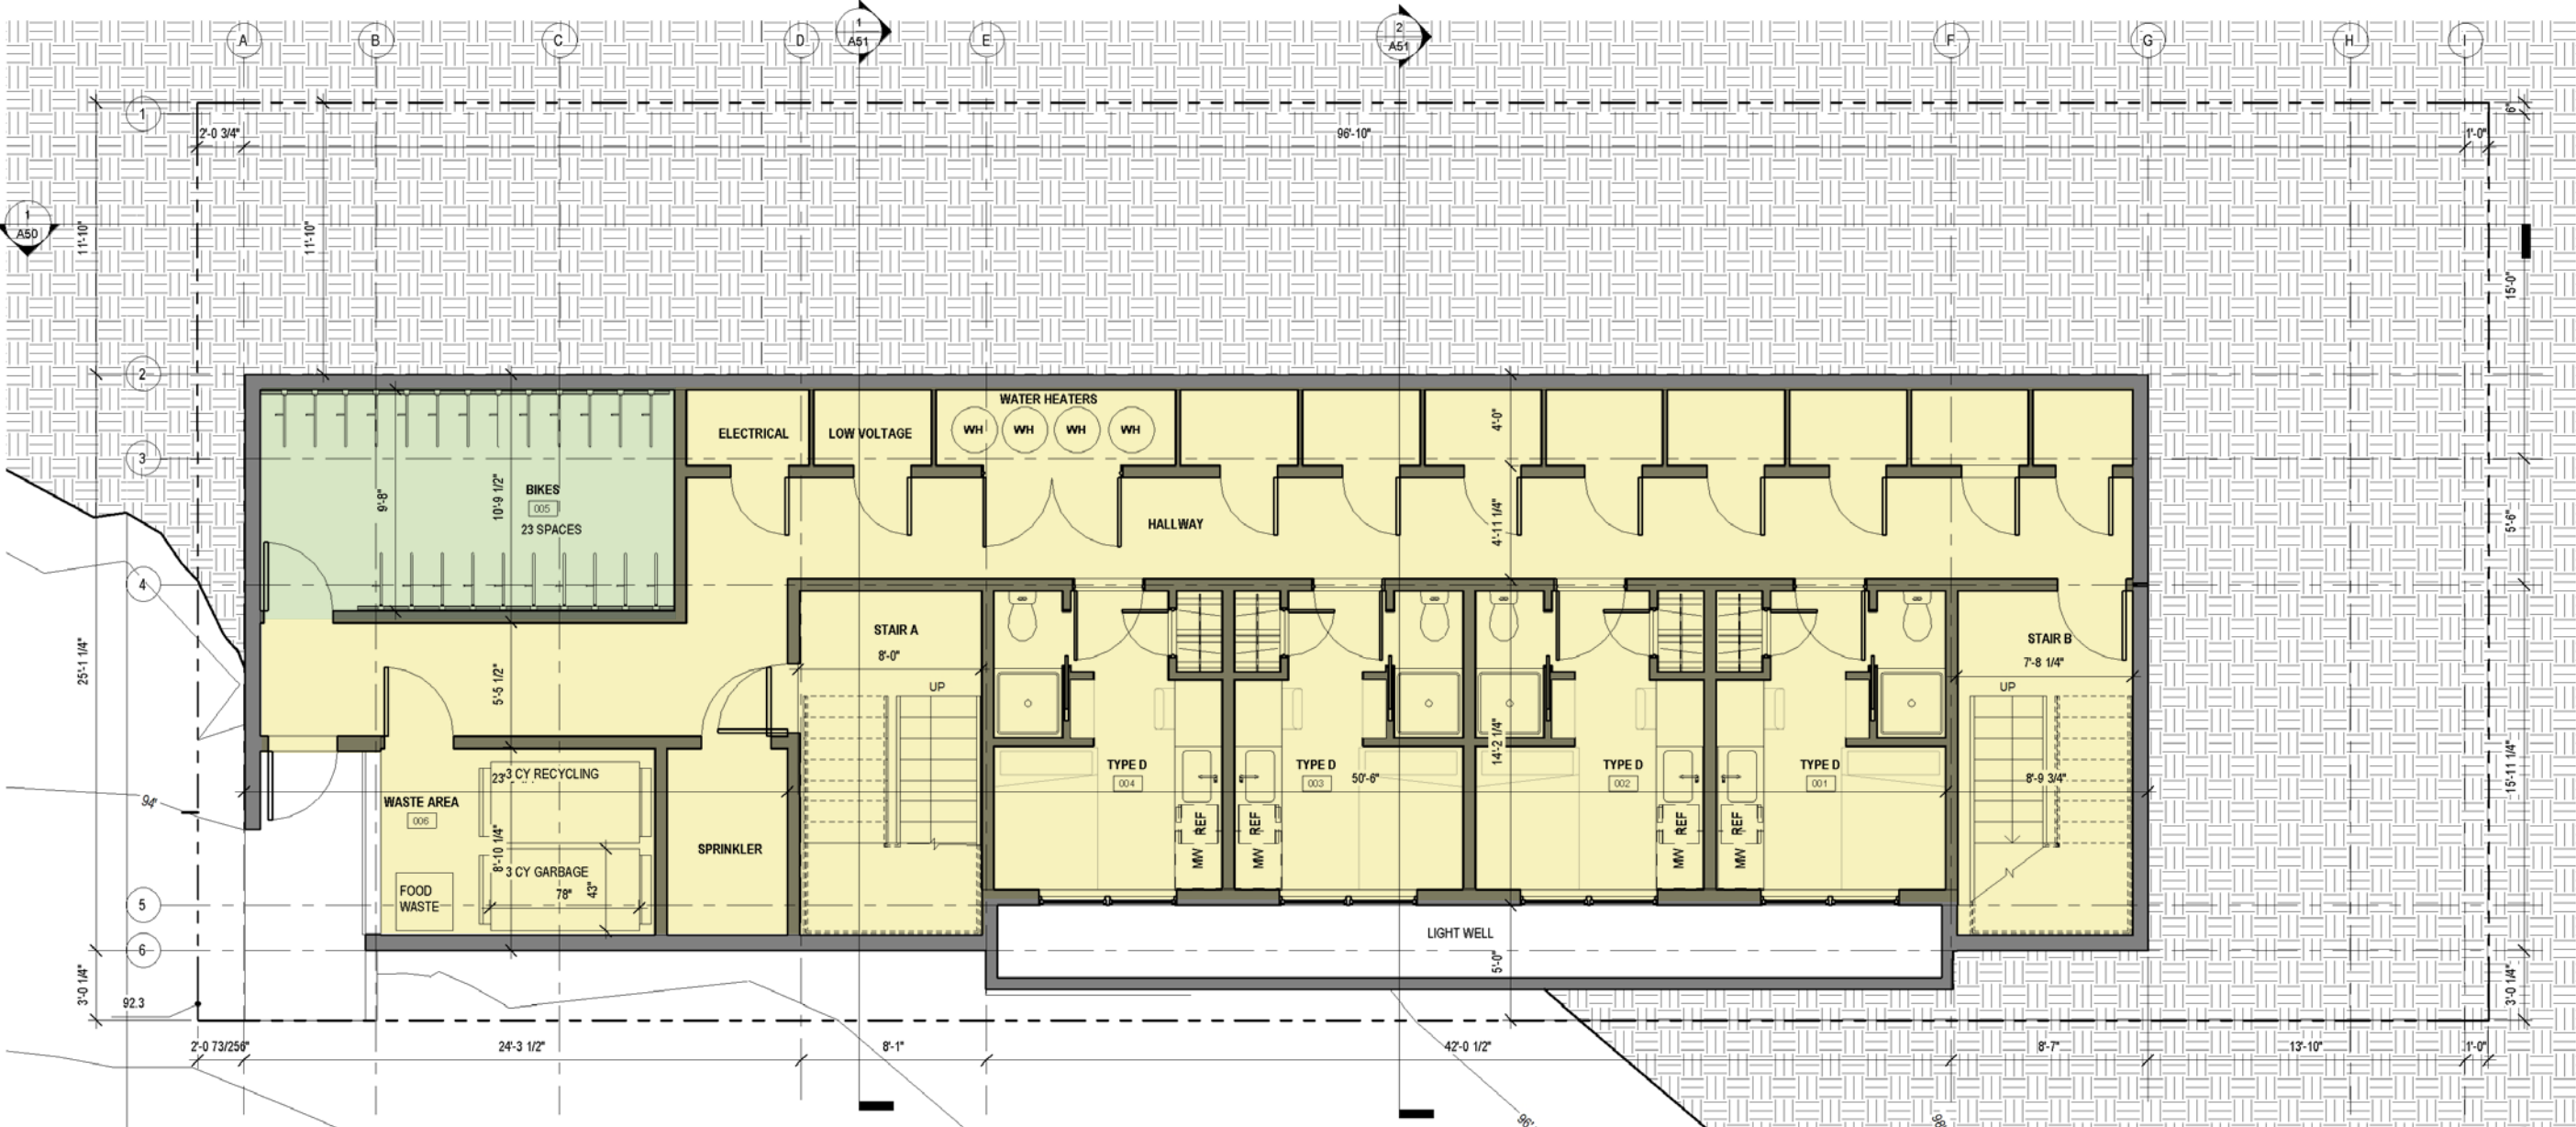 A
B
C
D
1
A51
E
2
A51
F
G
H
I
1
2'-0 3/4"
96'-10"
1'-0"
6"
1
A50
11'-10"
11'-10"
15'-0"
2
WATER HEATERS
ELECTRICAL
LOW VOLTAGE
WH
WH
WH
WH
4'-0"
3
BIKES
005
23 SPACES
9'-8"
10'-9 1/2"
HALLWAY
4'-11 1/4"
5'-6"
4
25'-1 1/4"
STAIR A
8'-0"
UP
5'-5 1/2"
STAIR B
7'-8 1/4"
UP
14'-2 1/4"
TYPE D
004
TYPE D
003
50'-6"
TYPE D
002
TYPE D
001
8'-9 3/4"
15'-11 1/4"
94'
3 CY RECYCLING
WASTE AREA
006
8'-10 1/4"
SPRINKLER
REF
MW
REF
MW
REF
MW
REF
MW
3 CY GARBAGE
78"
43"
FOOD
WASTE
N
5
LIGHT WELL
5'-0"
6
3'-0 1/4"
3'-0 1/4"
92.3
2'-0 73/256"
24'-3 1/2"
8'-1"
42'-0 1/2"
8'-7"
13'-10"
1'-0"
96'
98'